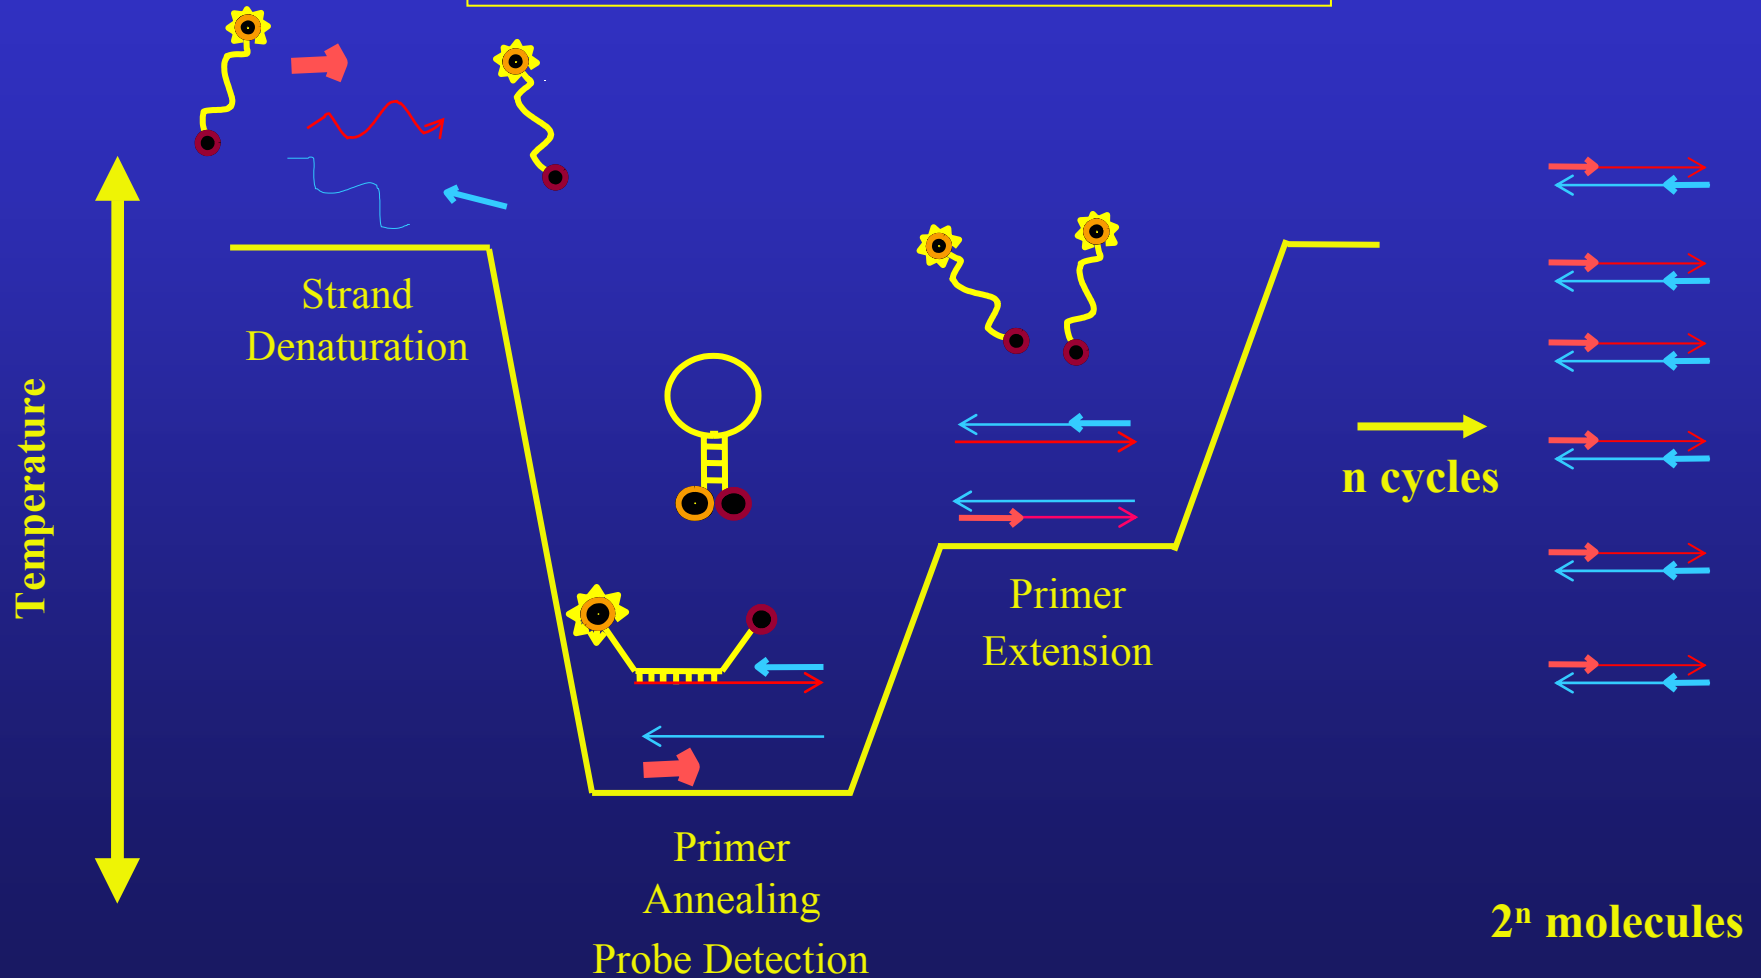 Strand
Denaturation
Temperature
n cycles
Primer
Extension
Primer
Annealing
Probe Detection
2ⁿ molecules